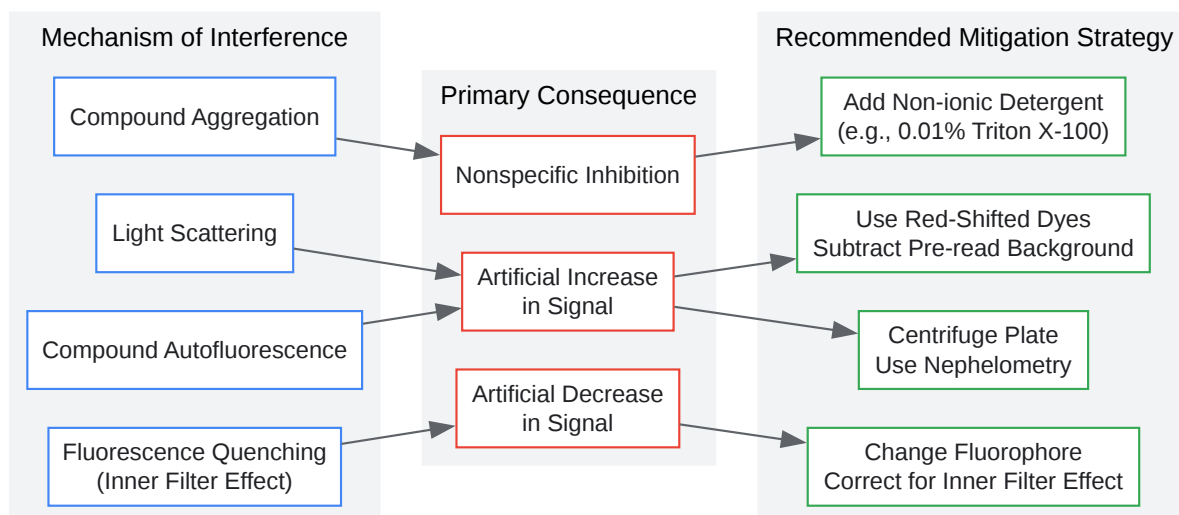 Mechanism of Interference
Compound Aggregation
Light Scattering
Compound Autofluorescence
Fluorescence Quenching
(Inner Filter Effect)
Primary Consequence
Nonspecific Inhibition
Artificial Increase
in Signal
Artificial Decrease
in Signal
Recommended Mitigation Strategy
Add Non-ionic Detergent
(e.g., 0.01% Triton X-100)
Use Red-Shifted Dyes
Subtract Pre-read Background
Centrifuge Plate
Use Nephelometry
Change Fluorophore
Correct for Inner Filter Effect